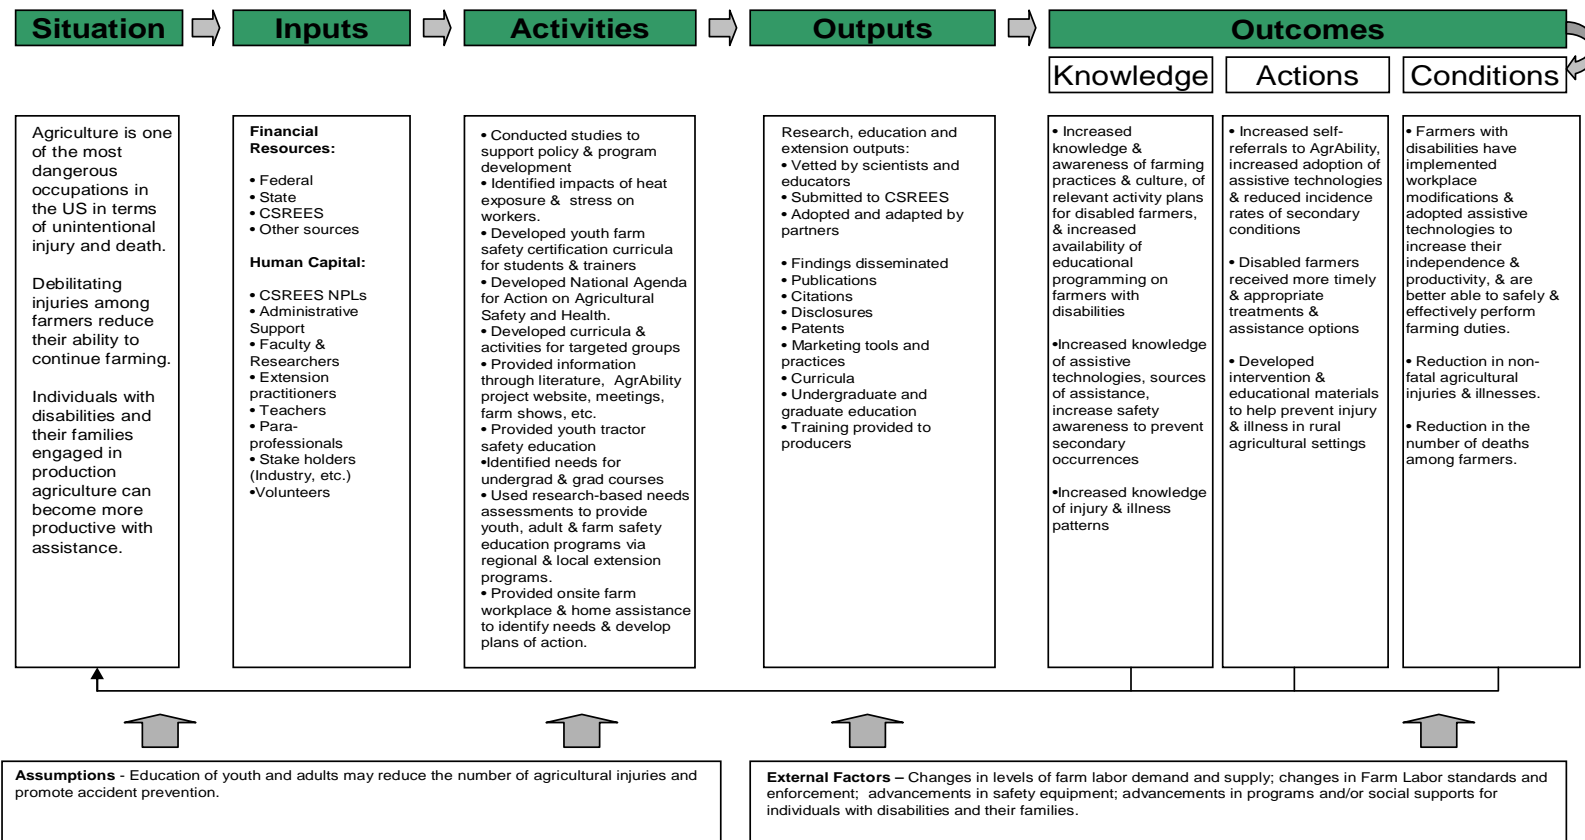 Situation
Inputs
Activities
Outputs
Outcomes
Knowledge
Actions
Conditions
Agriculture is one
of the most
dangerous
occupations in
the US in terms
of unintentional
injury and death.
Debilitating
injuries among
farmers reduce
their ability to
continue farming.
Individuals with
disabilities and
their families
engaged in
production
agriculture can
become more
productive with
assistance.
Financial
Resources:
• Federal
• State
• CSREES
• Other sources
Human Capital:
• CSREES NPLs
• Administrative
Support
• Faculty &
Researchers
• Extension
practitioners
• Teachers
• Para-
professionals
• Stake holders
(Industry, etc.)
•Volunteers
• Conducted studies to
support policy & program
development
• Identified impacts of heat
exposure & stress on
workers.
• Developed youth farm
safety certification curricula
for students & trainers
• Developed National Agenda
for Action on Agricultural
Safety and Health.
• Developed curricula &
activities for targeted groups
• Provided information
through literature, AgrAbility
project website, meetings,
farm shows, etc.
• Provided youth tractor
safety education
•Identified needs for
undergrad & grad courses
• Used research-based needs
assessments to provide
youth, adult & farm safety
education programs via
regional & local extension
programs.
• Provided onsite farm
workplace & home assistance
to identify needs & develop
plans of action.
Research, education and
extension outputs:
• Vetted by scientists and
educators
• Submitted to CSREES
• Adopted and adapted by
partners
• Findings disseminated
• Publications
• Citations
• Disclosures
• Patents
• Marketing tools and
practices
• Curricula
• Undergraduate and
graduate education
• Training provided to
producers
• Increased
knowledge &
awareness of farming
practices & culture, of
relevant activity plans
for disabled farmers,
& increased
availability of
educational
programming on
farmers with
disabilities
•Increased knowledge
of assistive
technologies, sources
of assistance,
increase safety
awareness to prevent
secondary
occurrences
•Increased knowledge
of injury & illness
patterns
• Increased self-
referrals to AgrAbility,
increased adoption of
assistive technologies
& reduced incidence
rates of secondary
conditions
• Disabled farmers
received more timely
& appropriate
treatments &
assistance options
• Developed
intervention &
educational materials
to help prevent injury
& illness in rural
agricultural settings
• Farmers with
disabilities have
implemented
workplace
modifications &
adopted assistive
technologies to
increase their
independence &
productivity, & are
better able to safely &
effectively perform
farming duties.
• Reduction in non-
fatal agricultural
injuries & illnesses.
• Reduction in the
number of deaths
among farmers.
Assumptions - Education of youth and adults may reduce the number of agricultural injuries and
promote accident prevention.
External Factors – Changes in levels of farm labor demand and supply; changes in Farm Labor standards and
enforcement; advancements in safety equipment; advancements in programs and/or social supports for
individuals with disabilities and their families.